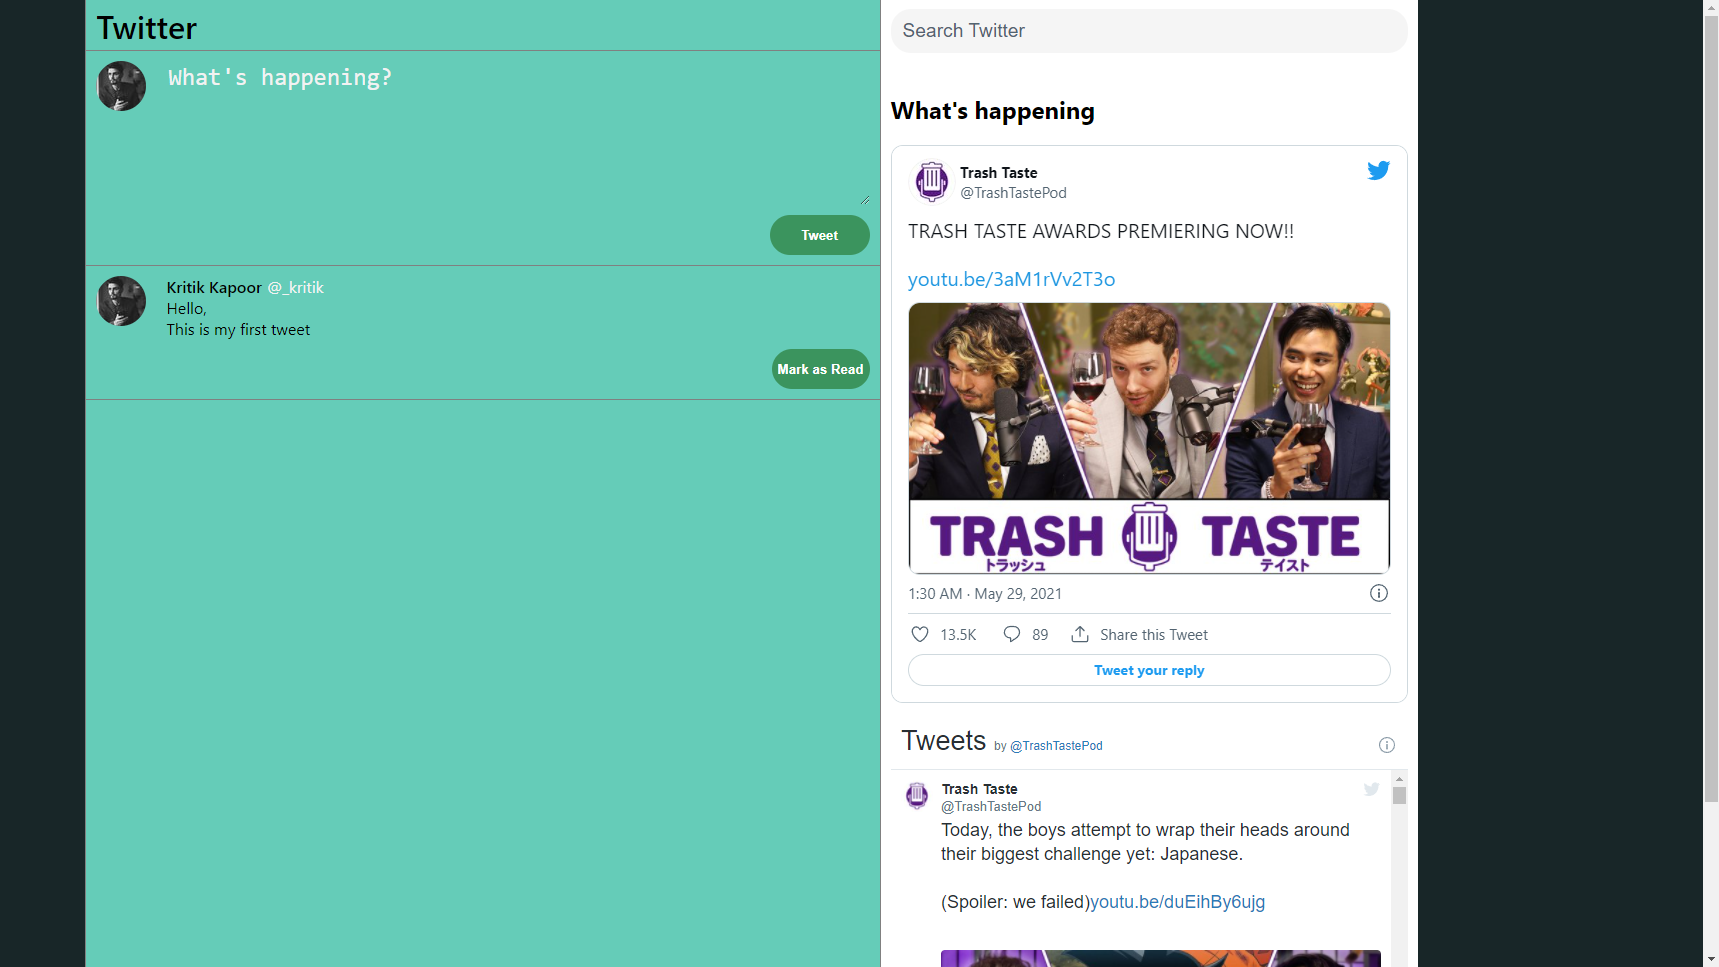 Twitter
What's happening?
Tweet
Kritik Kapoor @_kritik
Hello,
This is my first tweet
Mark as Read
Search Twitter
What's happening
Trash Taste
@TrashTastePod
TRASH TASTE AWARDS PREMIERING NOW!!
youtu.be/3aM1rVv2T3o
TRASH TASTE
トラッシュ テイスト
1:30 AM · May 29, 2021
13.5K 89 Share this Tweet
Tweet your reply
Tweets by @TrashTastePod
Trash Taste
@TrashTastePod
Today, the boys attempt to wrap their heads around
their biggest challenge yet: Japanese.
(Spoiler: we failed)youtu.be/duEihBy6ujg